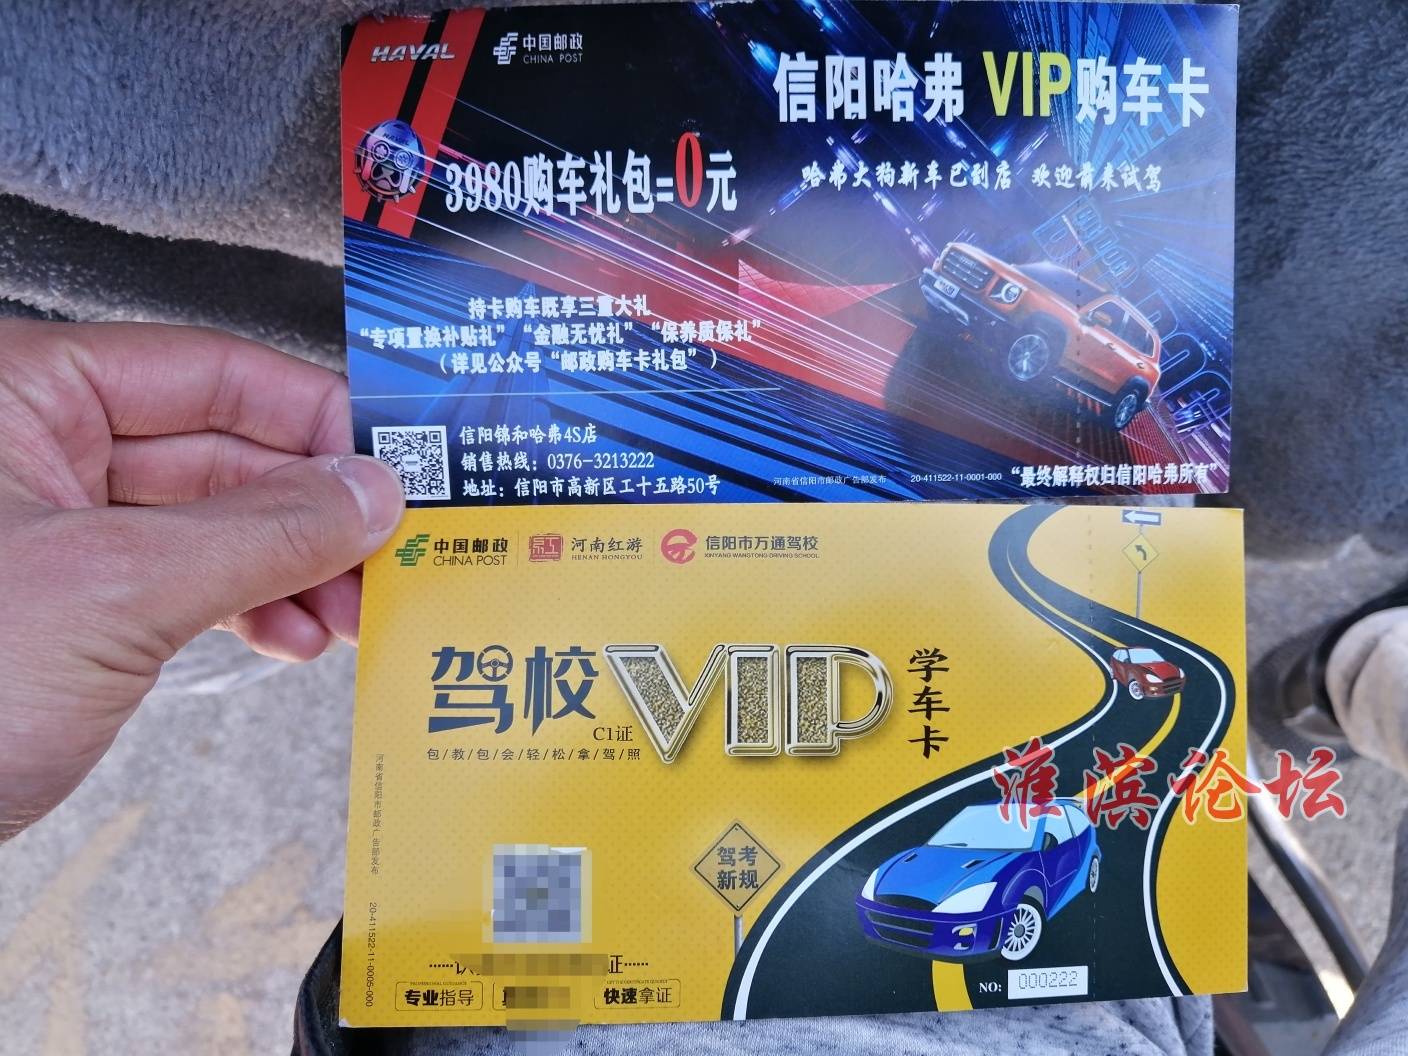 HAVAL
中国邮政
CHINA POST
信阳哈弗 VIP购车卡
3980购车礼包=0元
哈弗大狗新车已到店 欢迎前来试驾
持卡购车既享三重大礼
“专项置换补贴礼” “金融无忧礼” “保养质保礼”
（详见公众号“邮政购车卡礼包”）
信阳锦和哈弗4S店
销售热线：0376-3213222
地址：信阳市高新区工十五路50号
河南省信阳市邮政广告部发布
20-411522-11-0001-000
“最终解释权归信阳哈弗所有”
中国邮政
CHINA POST
河南红游
HENAN HONGYOU
信阳市万通驾校
XINYANG WANGTONG DRIVING SCHOOL
驾校VIP学车卡
C1证
包/教/包/会/轻/松/拿/驾/照
淮滨论坛
驾考
新规
河南省信阳市邮政广告部发布
20-411522-11-0005-000
证
专业指导
快速拿证
NO: 000222